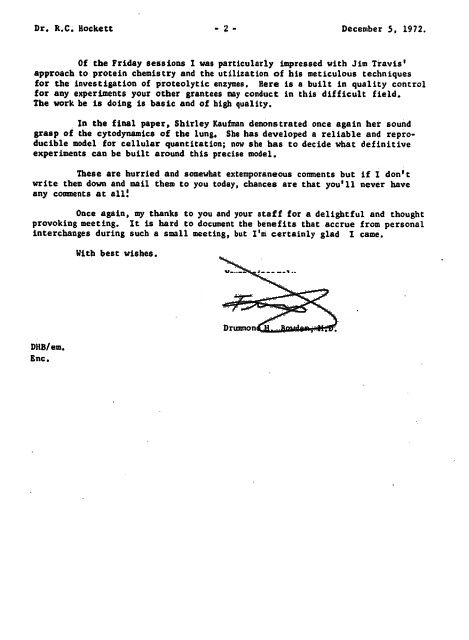 Dr. R.C. Hockett - 2 - December 5, 1972.
Of the Friday sessions I was particularly impressed with Jim Travis'
approach to protein chemistry and the utilization of his meticulous techniques
for the investigation of proteolytic enzymes. Here is a built in quality control
for any experiments your other grantees may conduct in this difficult field.
The work he is doing is basic and of high quality.
In the final paper, Shirley Kaufman demonstrated once again her sound
grasp of the cytodynamics of the lung. She has developed a reliable and repro-
ducible model for cellular quantitation; now she has to decide what definitive
experiments can be built around this precise model.
These are hurried and somewhat extemporaneous comments but if I don't
write them down and mail them to you today, chances are that you'll never have
any comments at all!
Once again, my thanks to you and your staff for a delightful and thought
provoking meeting. It is hard to document the benefits that accrue from personal
interchanges during such a small meeting, but I'm certainly glad I came.
With best wishes.
Drummond H. Bowden, M.D.
DHB/em.
Enc.